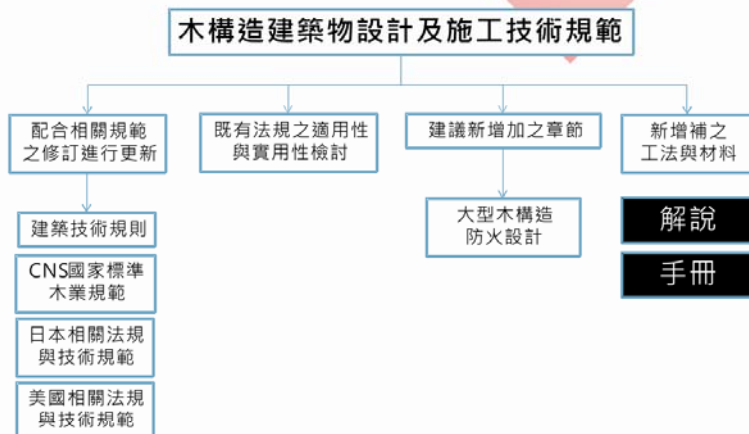 木構造建築物設計及施工技術規範
配合相關規範
之修訂進行更新
既有法規之適用性
與實用性檢討
建議新增加之章節
新增補之
工法與材料
建築技術規則
CNS國家標準
木業規範
日本相關法規
與技術規範
美國相關法規
與技術規範
大型木構造
防火設計
解說
手冊